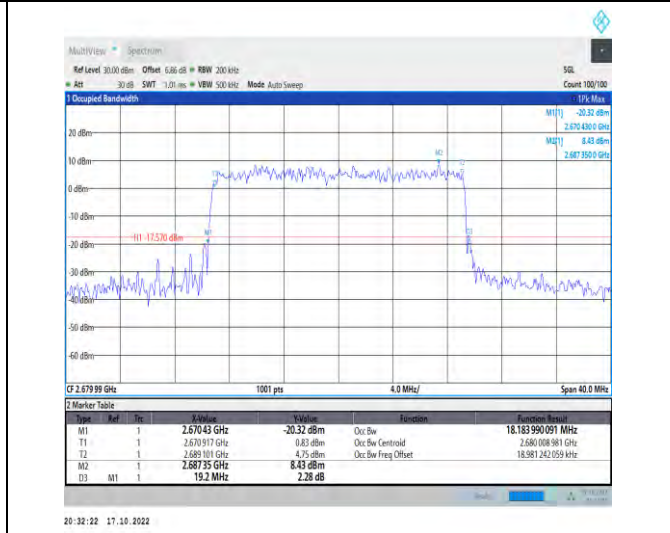 MultiView Spectrum
Ref Level 30.00 dBm Offset 6.86 dB RBW 200 kHz SGL
Att 30 dB SWT 1.01 ms VBW 500 kHz Mode Auto Sweep Count 100/100
1 Occupied Bandwidth 1Pk Max
M1[1] -20.32 dBm
2.670 430 0 GHz
M2[1] 8.43 dBm
2.687 350 0 GHz
20 dBm
10 dBm
M2
0 dBm
-10 dBm
H1 -17.570 dBm
M1
-20 dBm
-30 dBm
-40 dBm
-50 dBm
-60 dBm
CF 2.679 99 GHz 1001 pts 4.0 MHz/ Span 40.0 MHz
2 Marker Table
Type Ref Trc X-Value Y-Value Function Function Result
M1 1 2.67043 GHz -20.32 dBm Occ Bw 18.183 990 091 MHz
T1 1 2.670 917 GHz 0.83 dBm Occ Bw Centroid 2.680 008 981 GHz
T2 1 2.689 101 GHz 4.75 dBm Occ Bw Freq Offset 18.981 242 059 kHz
M2 1 2.687 35 GHz 8.43 dBm
D3 M1 1 19.2 MHz 2.28 dB
20:32:22 17.10.2022